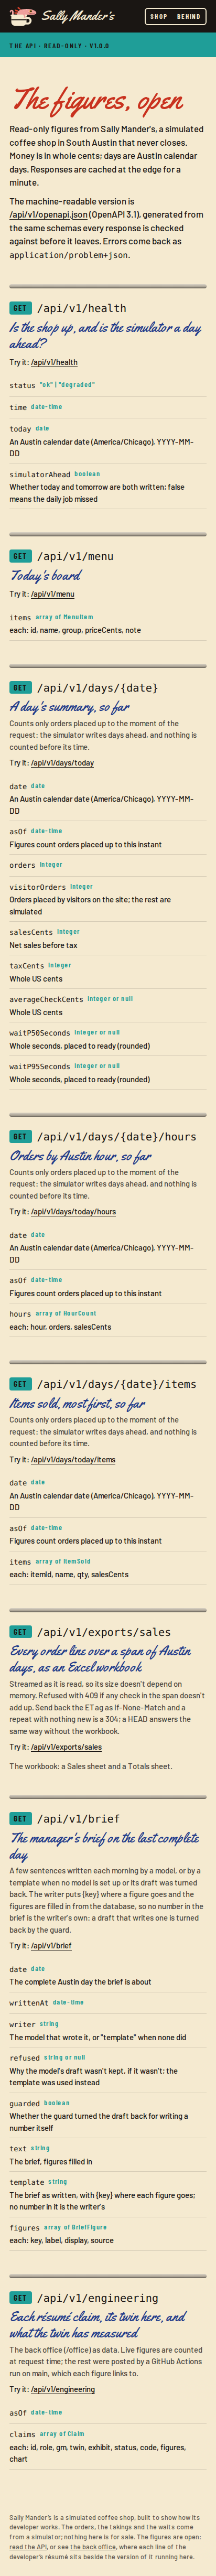 Sally Mander's
SHOP BEHIND
THE API · READ-ONLY · V1.0.0
The figures, open
Read-only figures from Sally Mander's, a simulated
coffee shop in South Austin that never closes.
Money is in whole cents; days are Austin calendar
days. Responses are cached at the edge for a
minute.
The machine-readable version is
/api/v1/openapi.json (OpenAPI 3.1), generated from
the same schemas every response is checked
against before it leaves. Errors come back as
application/problem+json.
GET /api/v1/health
Is the shop up, and is the simulator a day
ahead?
Try it: /api/v1/health
status "ok" | "degraded"
time date-time
today date
An Austin calendar date (America/Chicago), YYYY-MM-
DD
simulatorAhead boolean
Whether today and tomorrow are both written; false
means the daily job missed
GET /api/v1/menu
Today's board
Try it: /api/v1/menu
items array of MenuItem
each: id, name, group, priceCents, note
GET /api/v1/days/{date}
A day's summary, so far
Counts only orders placed up to the moment of the
request: the simulator writes days ahead, and nothing is
counted before its time.
Try it: /api/v1/days/today
date date
An Austin calendar date (America/Chicago), YYYY-MM-
DD
asOf date-time
Figures count orders placed up to this instant
orders integer
visitorOrders integer
Orders placed by visitors on the site; the rest are
simulated
salesCents integer
Net sales before tax
taxCents integer
Whole US cents
averageCheckCents integer or null
Whole US cents
waitP50Seconds integer or null
Whole seconds, placed to ready (rounded)
waitP95Seconds integer or null
Whole seconds, placed to ready (rounded)
GET /api/v1/days/{date}/hours
Orders by Austin hour, so far
Counts only orders placed up to the moment of the
request: the simulator writes days ahead, and nothing is
counted before its time.
Try it: /api/v1/days/today/hours
date date
An Austin calendar date (America/Chicago), YYYY-MM-
DD
asOf date-time
Figures count orders placed up to this instant
hours array of HourCount
each: hour, orders, salesCents
GET /api/v1/days/{date}/items
Items sold, most first, so far
Counts only orders placed up to the moment of the
request: the simulator writes days ahead, and nothing is
counted before its time.
Try it: /api/v1/days/today/items
date date
An Austin calendar date (America/Chicago), YYYY-MM-
DD
asOf date-time
Figures count orders placed up to this instant
items array of ItemSold
each: itemId, name, qty, salesCents
GET /api/v1/exports/sales
Every order line over a span of Austin
days, as an Excel workbook
Streamed as it is read, so its size doesn't depend on
memory. Refused with 409 if any check in the span doesn't
add up. Send back the ETag as If-None-Match and a
repeat with nothing new is a 304; a HEAD answers the
same way without the workbook.
Try it: /api/v1/exports/sales
The workbook: a Sales sheet and a Totals sheet.
GET /api/v1/brief
The manager's brief on the last complete
day
A few sentences written each morning by a model, or by a
template when no model is set up or its draft was turned
back. The writer puts {key} where a figure goes and the
figures are filled in from the database, so no number in it
is the writer's own: a draft that writes one is turned
back by the guard.
Try it: /api/v1/brief
date date
The complete Austin day the brief is about
writtenAt date-time
writer string
The model that wrote it, or "template" when none did
refused string or null
Why the model's draft wasn't kept, if it wasn't; the
template was used instead
guarded boolean
Whether the guard turned the draft back for writing a
number itself
text string
The brief, figures filled in
template string
The brief as written, with {key} where each figure goes;
no number in it is the writer's
figures array of BriefFigure
each: key, label, display, source
GET /api/v1/engineering
Each résumé claim, its twin here, and
what the twin has measured
The back office (/office) as data. Live figures are counted
at request time; the rest were posted by a GitHub Actions
run on main, which each figure links to.
Try it: /api/v1/engineering
asOf date-time
claims array of Claim
each: id, role, gm, twin, exhibit, status, code, figures,
chart
Sally Mander's is a simulated coffee shop, built to show how its
developer works. The orders, the takings and the waits come
from a simulator; nothing here is for sale. The figures are open:
read the API, or see the back office, where each line of the
developer's résumé sits beside the version of it running here.